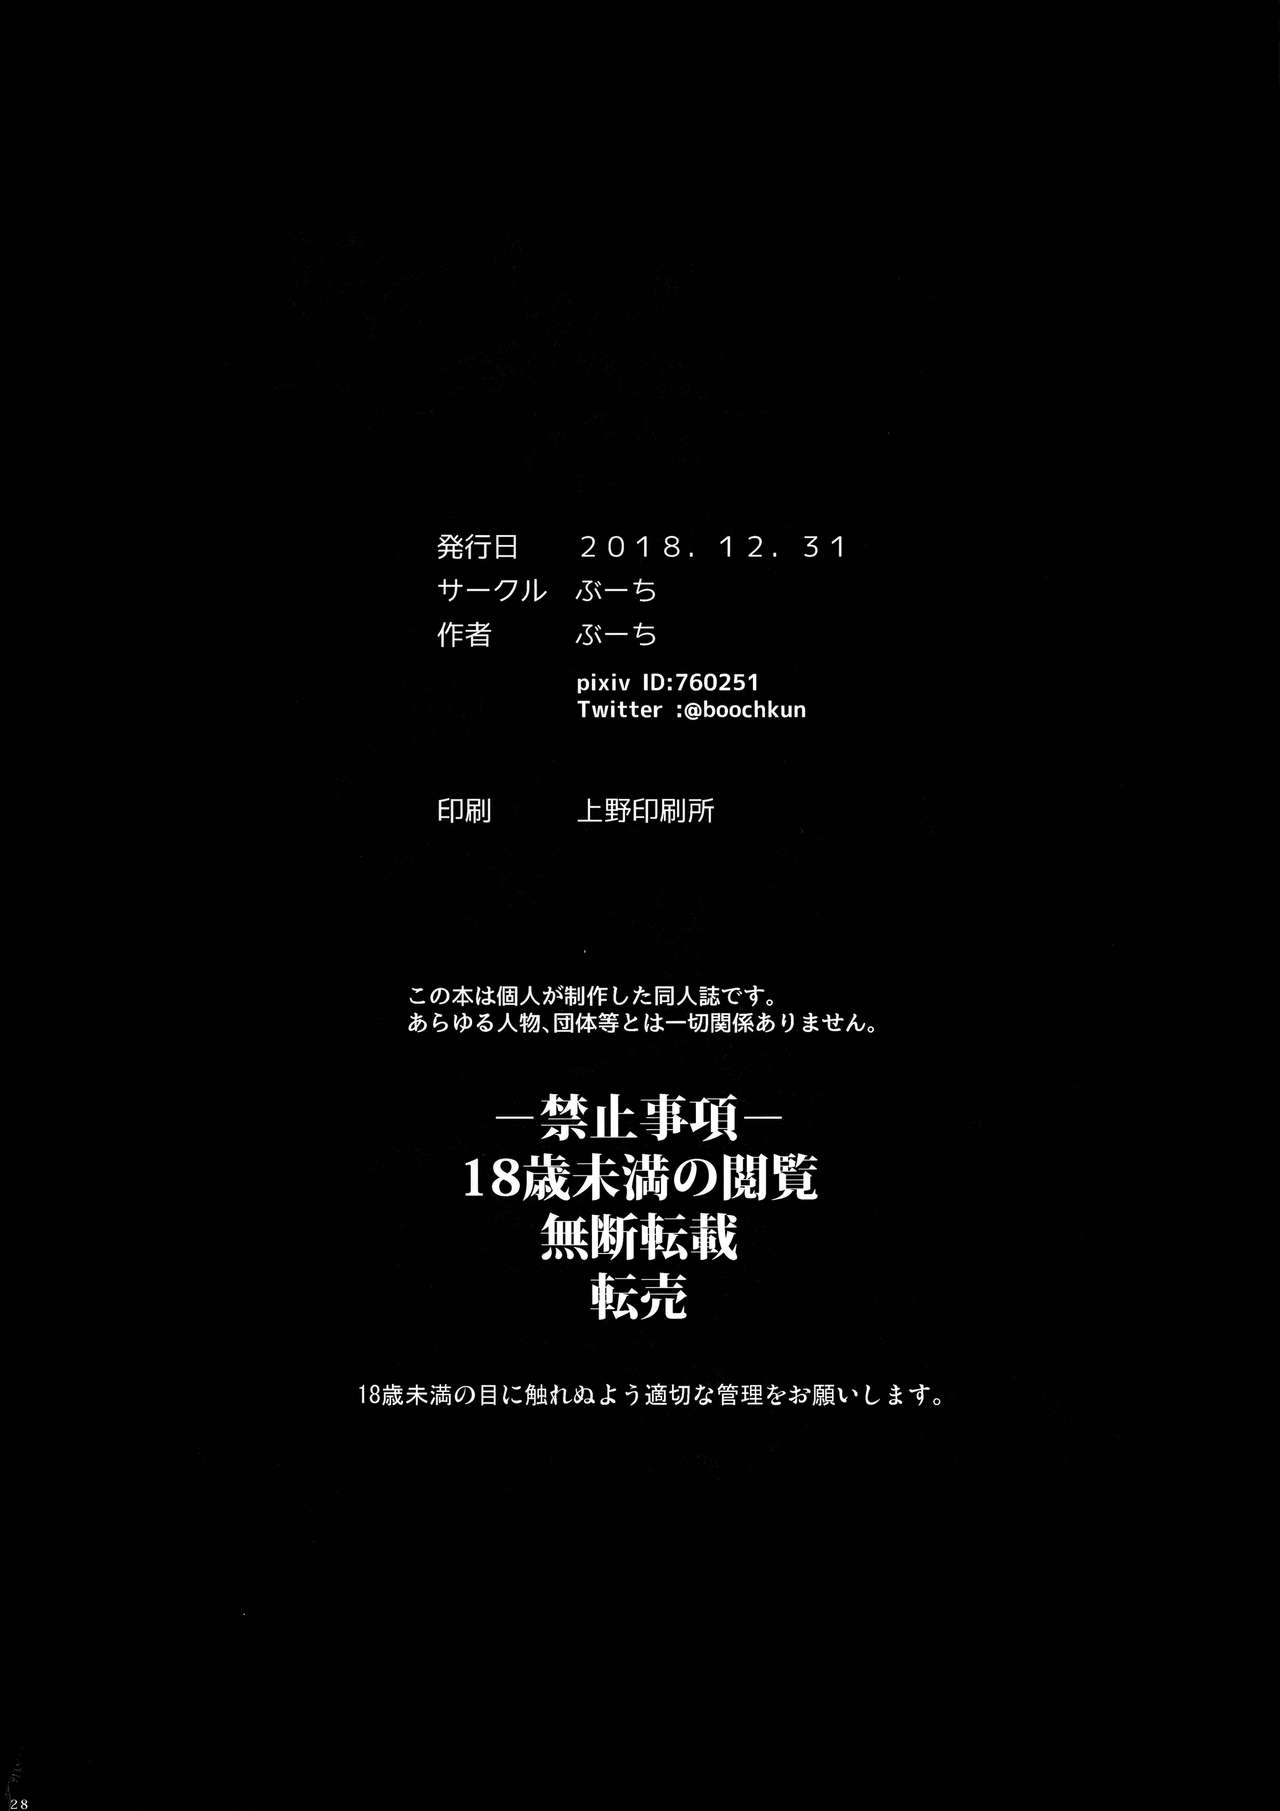 発行日　２０１８．１２．３１
サークル　ぶーち
作者　ぶーち
pixiv ID:760251
Twitter :@boochkun
印刷　上野印刷所
この本は個人が制作した同人誌です。
あらゆる人物、団体等とは一切関係ありません。
―禁止事項―
18歳未満の閲覧
無断転載
転売
18歳未満の目に触れぬよう適切な管理をお願いします。
28